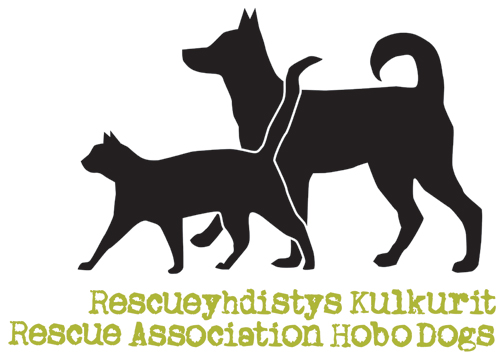 Rescueyhdistys Kulkurit
Rescue Association Hobo Dogs